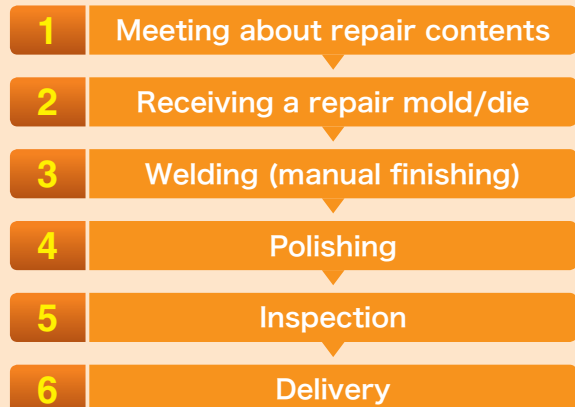 1 Meeting about repair contents
2 Receiving a repair mold/die
3 Welding (manual finishing)
4 Polishing
5 Inspection
6 Delivery